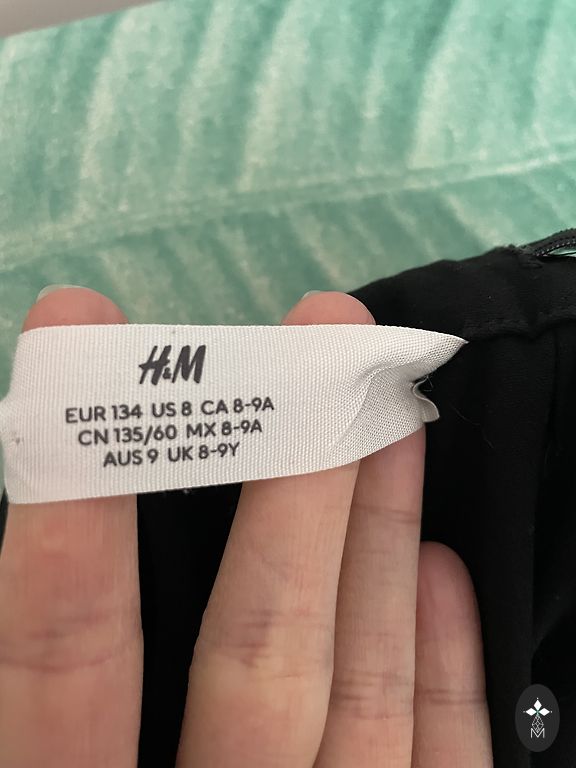 H&M
EUR 134 US 8 CA 8-9A
CN 135/60 MX 8-9A
AUS 9 UK 8-9Y
M